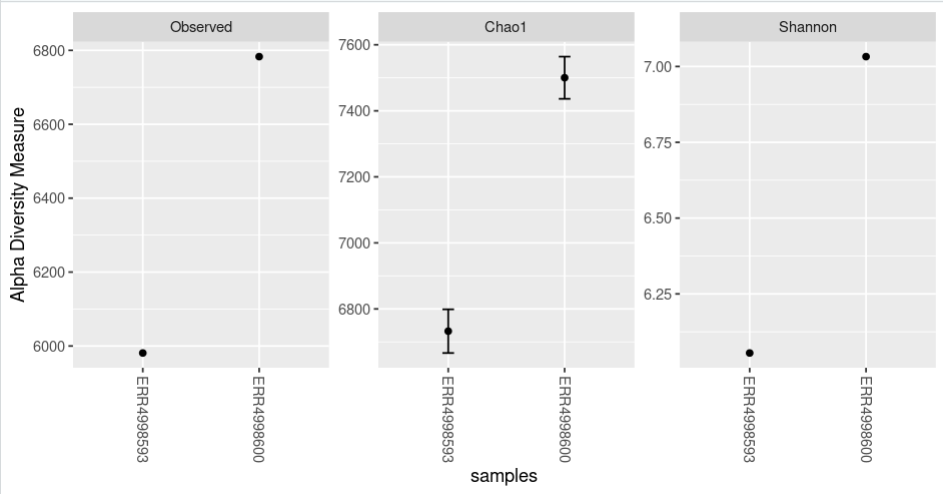 Observed
Chao1
Shannon
Alpha Diversity Measure
6800
6600
6400
6200
6000
7600
7400
7200
7000
6800
7.00
6.75
6.50
6.25
ERR4998593
ERR4998600
ERR4998593
ERR4998600
ERR4998593
ERR4998600
samples